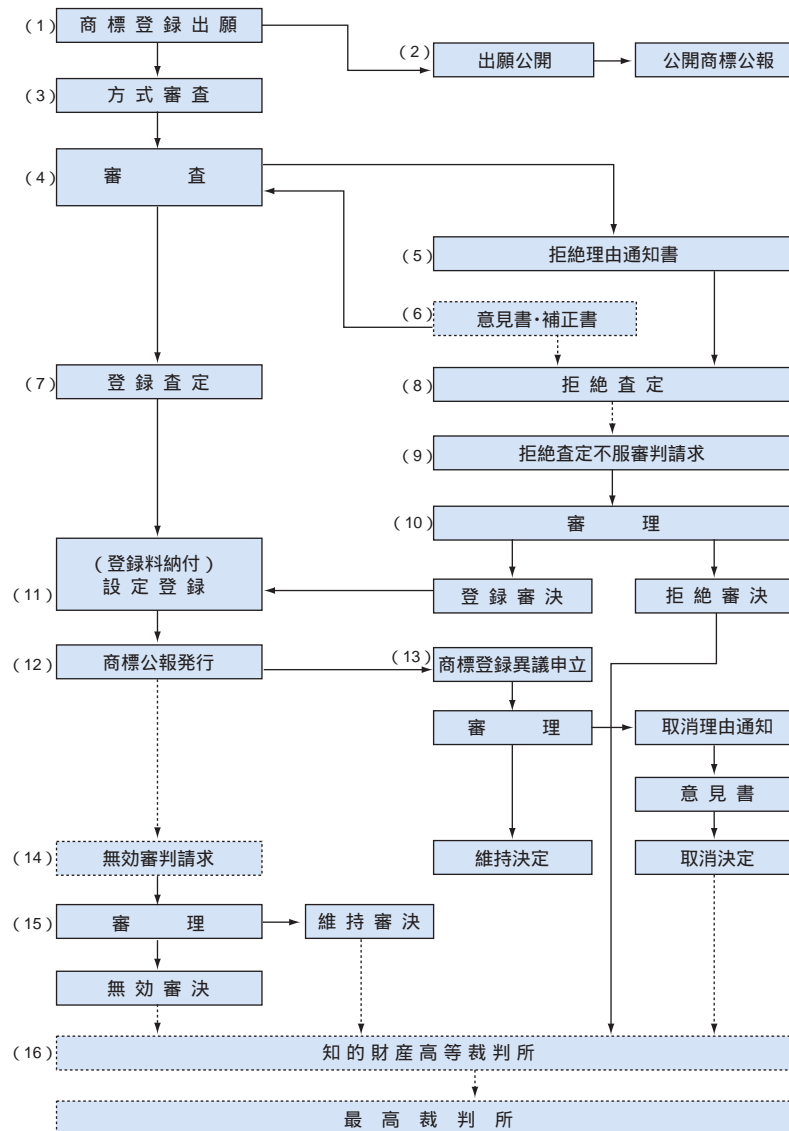 (1) 商標登録出願
(2) 出願公開
公開商標公報
(3) 方式審査
(4) 審査
(5) 拒絶理由通知書
(6) 意見書・補正書
(7) 登録査定
(8) 拒絶査定
(9) 拒絶査定不服審判請求
(10) 審理
(登録料納付)
(11) 設定登録
登録審決
拒絶審決
(12) 商標公報発行
(13) 商標登録異議申立
審理
取消理由通知
意見書
維持決定
取消決定
(14) 無効審判請求
(15) 審理
維持審決
無効審決
(16) 知的財産高等裁判所
最高裁判所